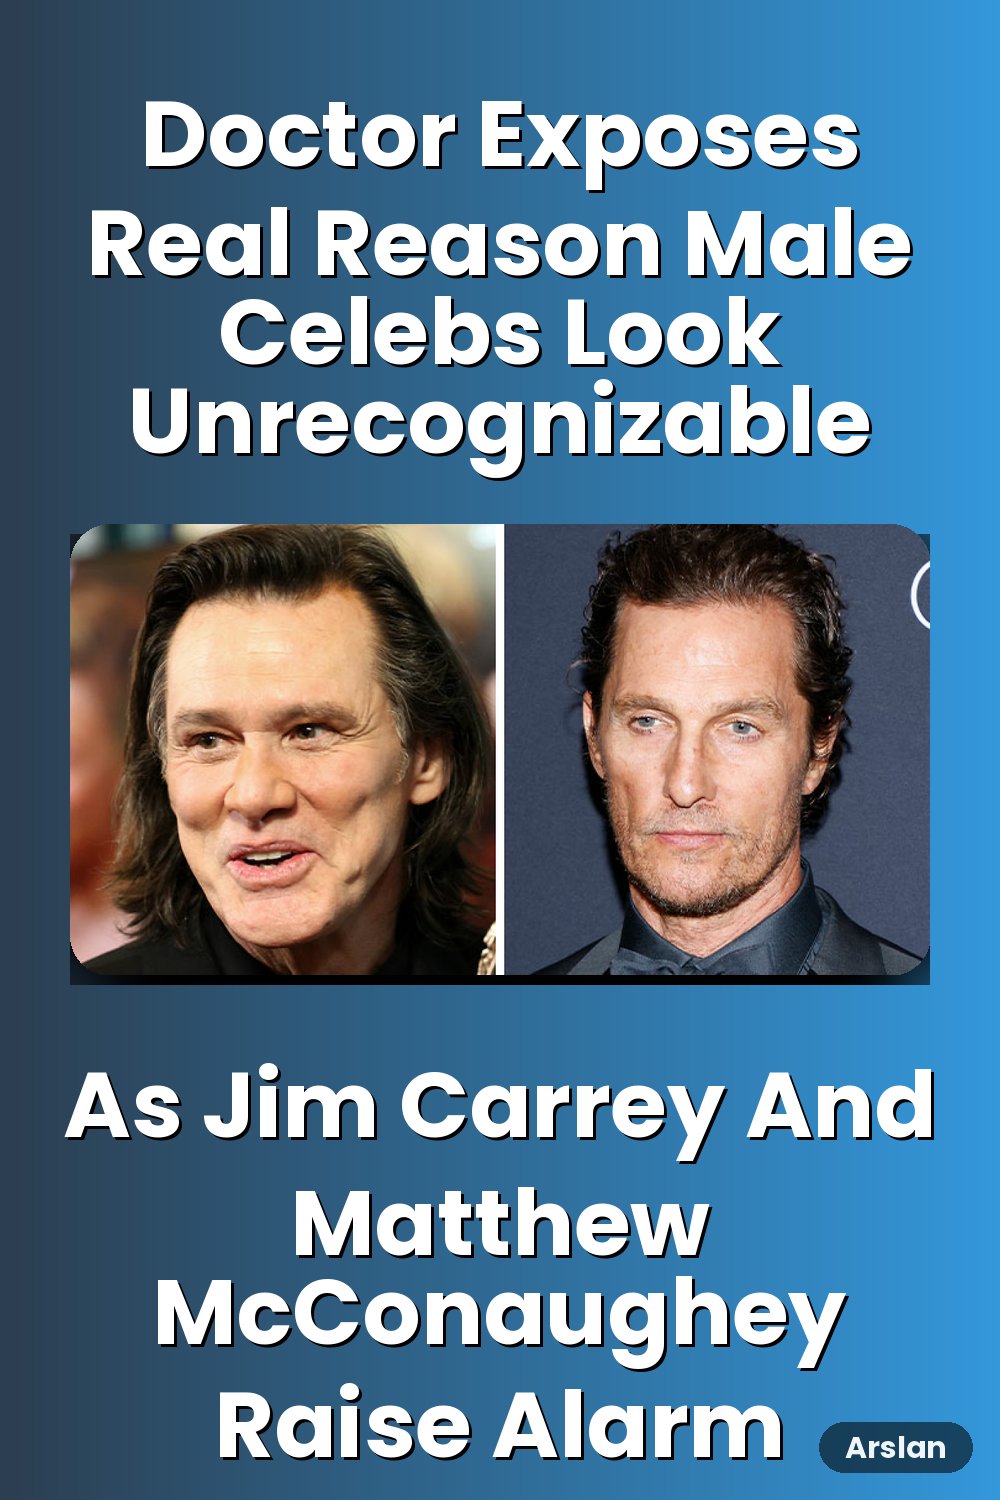 Doctor Exposes
Real Reason Male
Celebs Look
Unrecognizable
As Jim Carrey And
Matthew
McConaughey
Raise Alarm
Arslan